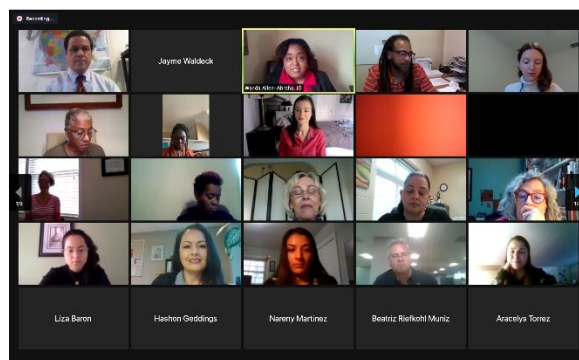 Recording...
Jayme Waldeck
Liza Baron
Hashon Geddings
Nareny Martinez
Beatriz Riefkohl Muniz
Aracelys Torrez